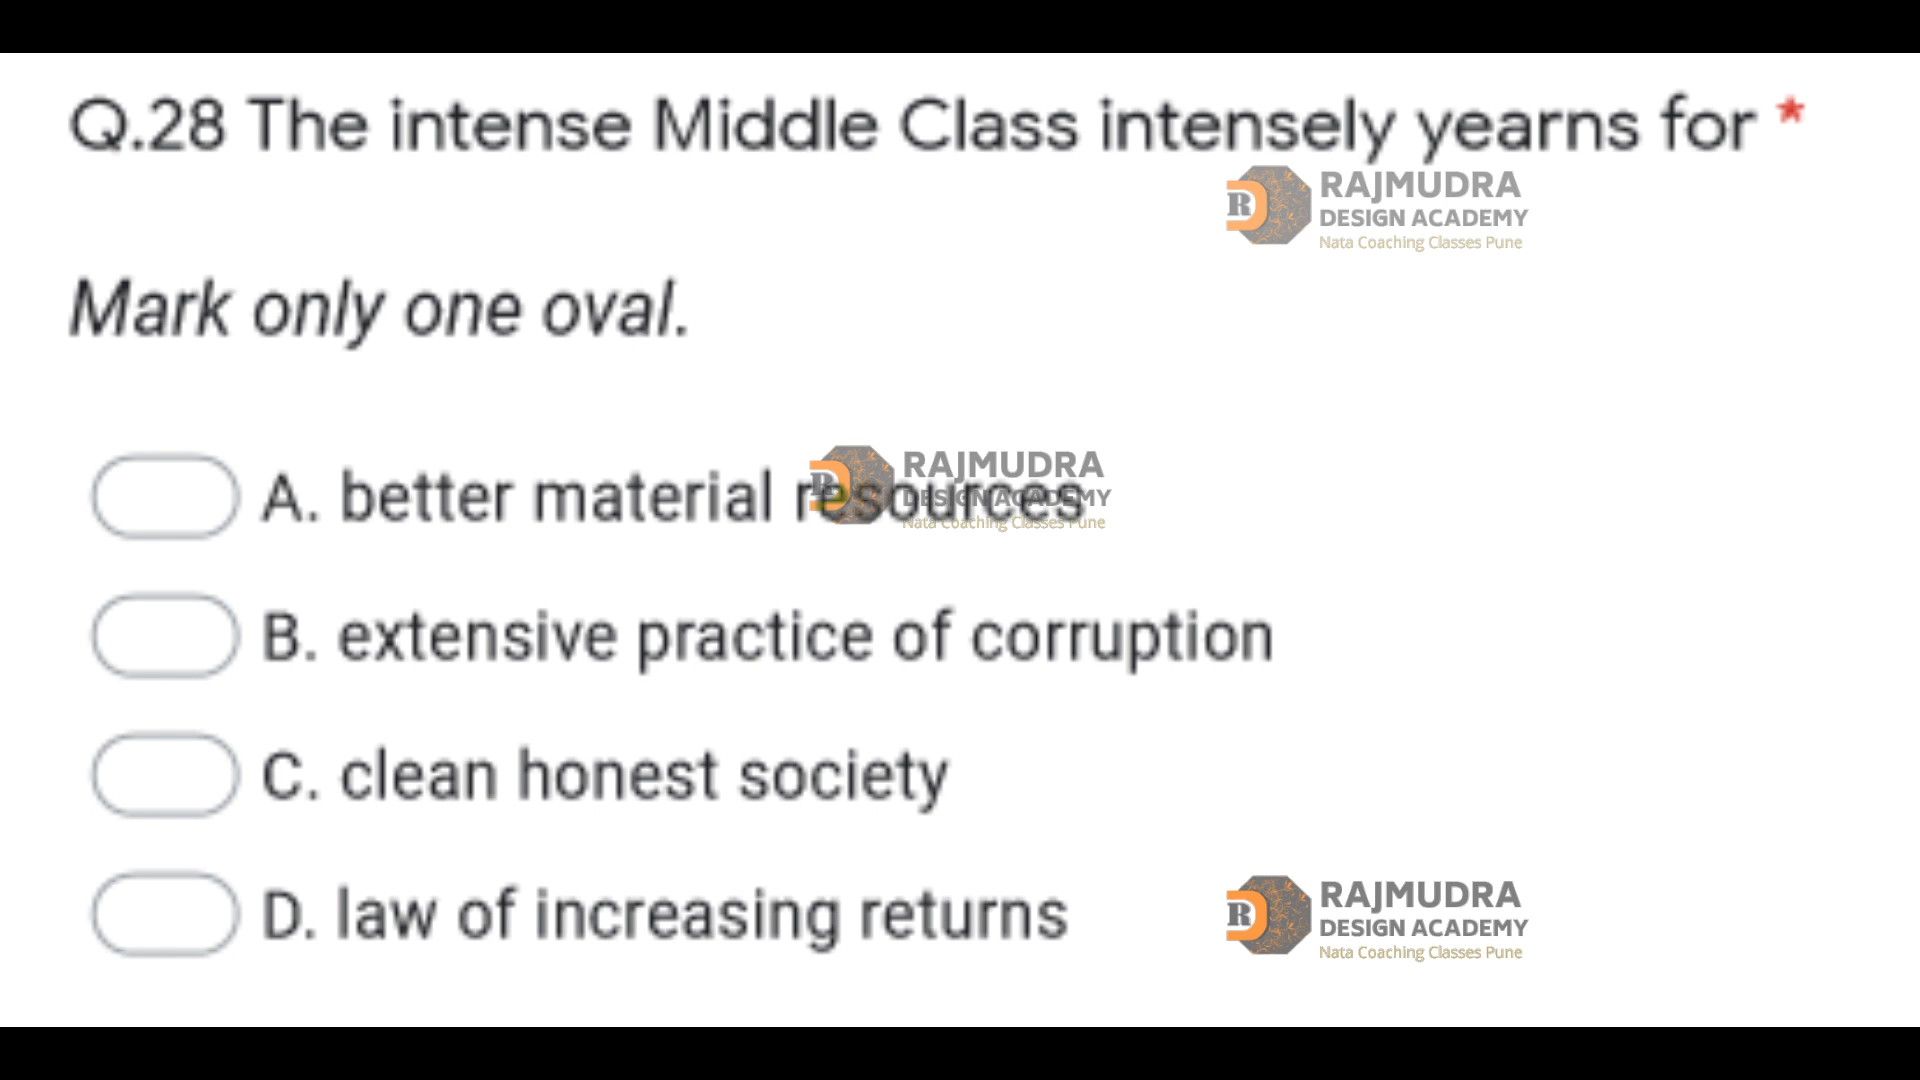 Q.28 The intense Middle Class intensely yearns for *
RAJMUDRA
DESIGN ACADEMY
Nata Coaching Classes Pune
Mark only one oval.
A. better material resources
RAJMUDRA
DESIGN ACADEMY
Nata Coaching Classes Pune
B. extensive practice of corruption
C. clean honest society
D. law of increasing returns
RAJMUDRA
DESIGN ACADEMY
Nata Coaching Classes Pune